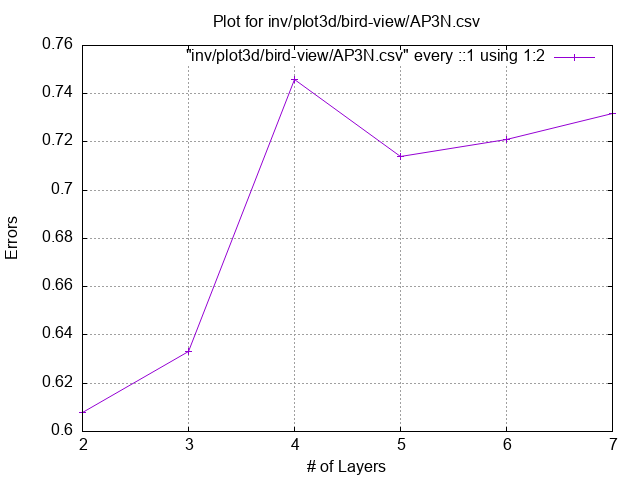 Plot for inv/plot3d/bird-view/AP3N.csv
0.76
"inv/plot3d/bird-view/AP3N.csv" every ::1 using 1:2
0.74
0.72
0.7
0.68
Errors
0.66
0.64
0.62
0.6
2 3 4 5 6 7
# of Layers